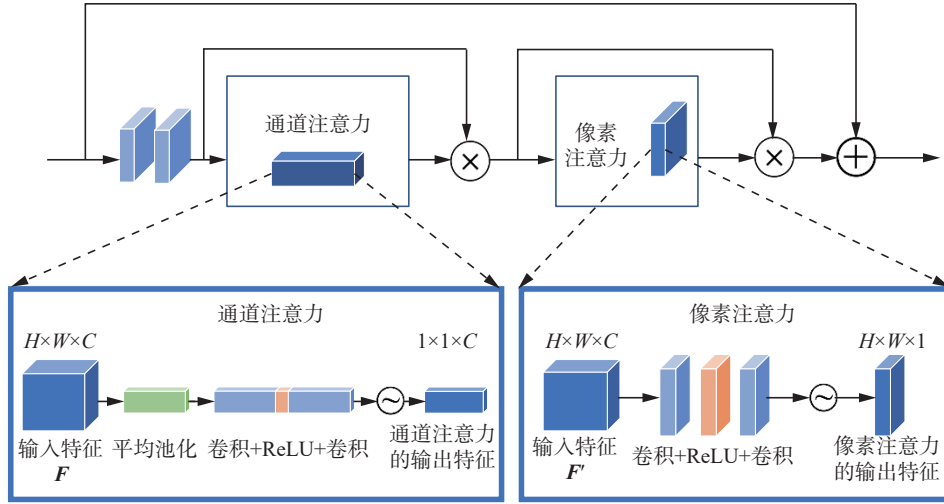 通道注意力
像素
注意力
通道注意力
H×W×C
1×1×C
输入特征
F
平均池化
卷积+ReLU+卷积
通道注意力
的输出特征
像素注意力
H×W×C
H×W×1
输入特征
F′
卷积+ReLU+卷积
像素注意力
的输出特征